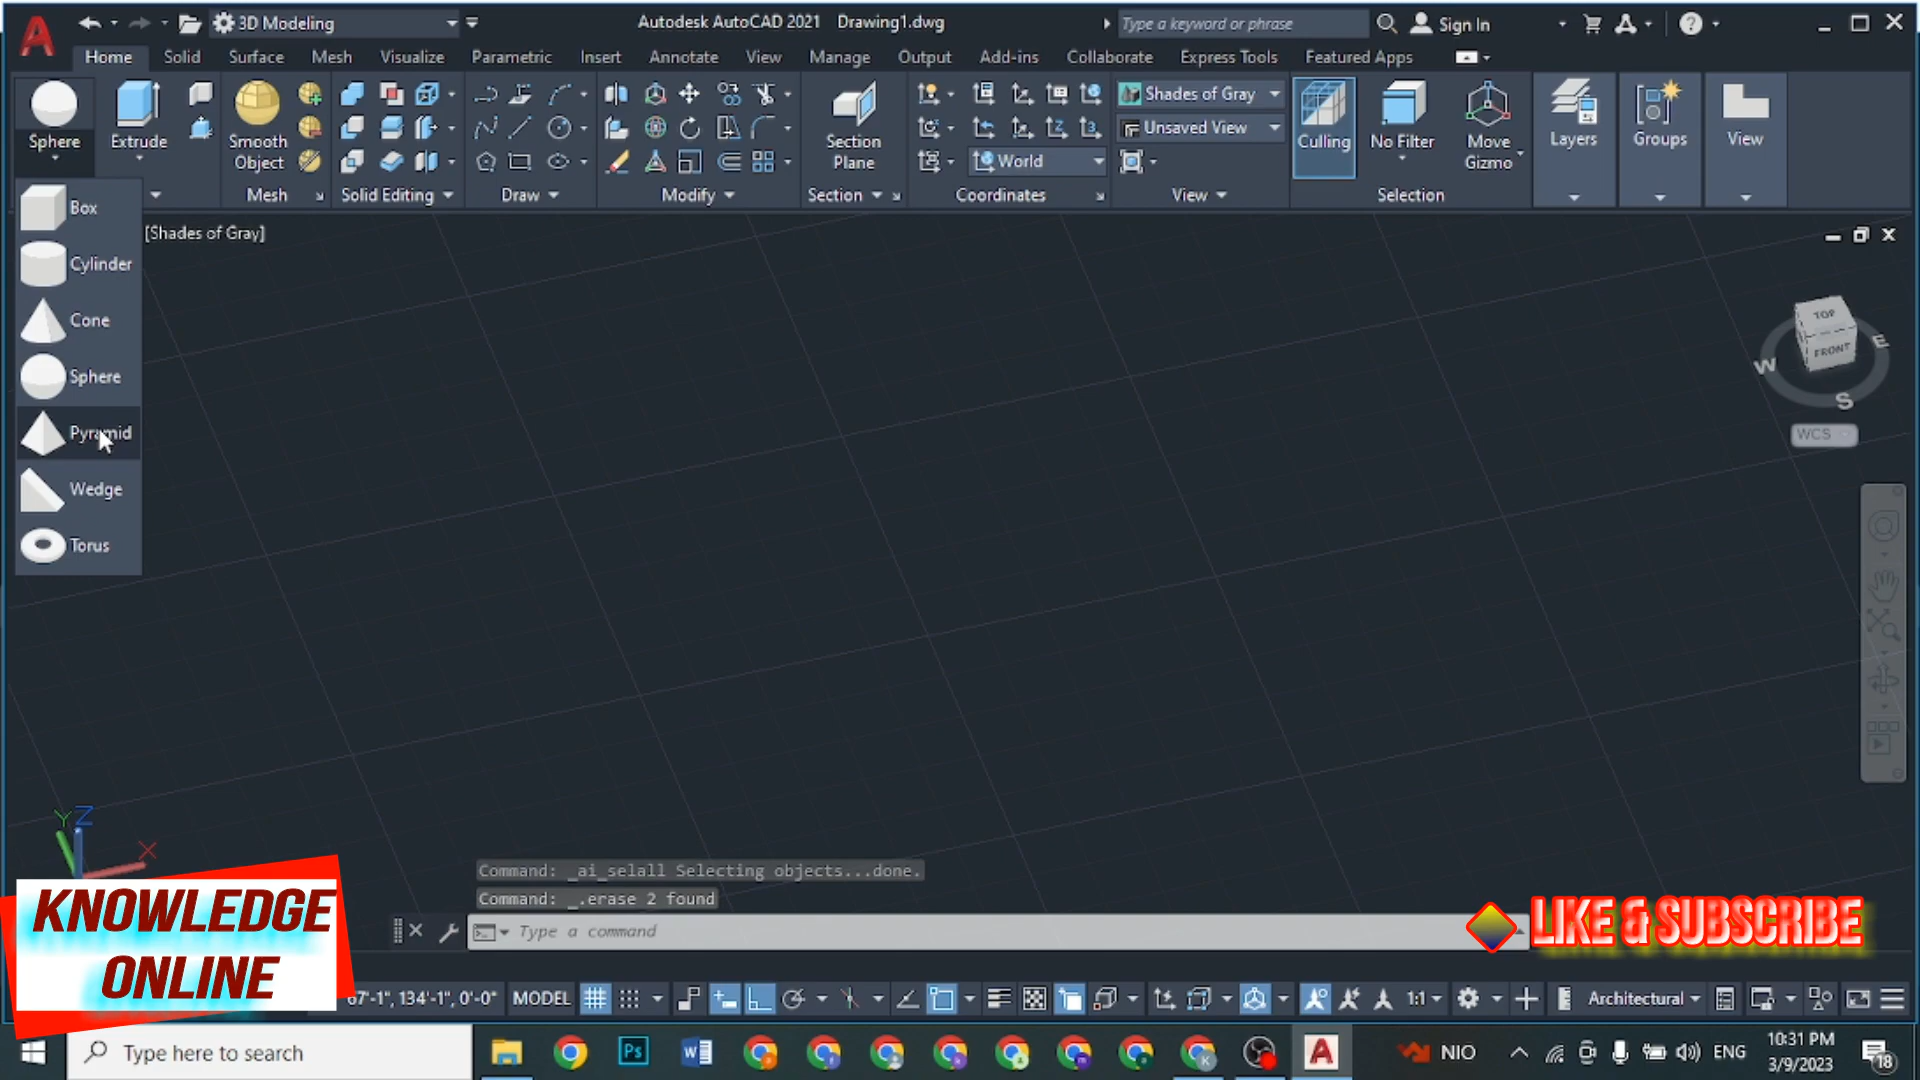 3D Modeling
Autodesk AutoCAD 2021 Drawing1.dwg
Type a keyword or phrase
Sign In
Home Solid Surface Mesh Visualize Parametric Insert Annotate View Manage Output Add-ins Collaborate Express Tools Featured Apps
Sphere
Extrude
Smooth
Object
Section
Plane
Shades of Gray
Unsaved View
World
Culling
No Filter
Move
Gizmo
Layers
Groups
View
Mesh
Solid Editing
Draw
Modify
Section
Coordinates
View
Selection
Box
Cylinder
Cone
Sphere
Pyramid
Wedge
Torus
[Shades of Gray]
TOP
FRONT
W
E
S
WCS
Y
Z
X
Command: _ai_selall Selecting objects...done.
Command: _.erase 2 found
Type a command
KNOWLEDGE
ONLINE
LIKE & SUBSCRIBE
67'-1", 134'-1", 0'-0"
MODEL
1:1
Architectural
Type here to search
Ps
NIO
ENG
10:31 PM
3/9/2023
18